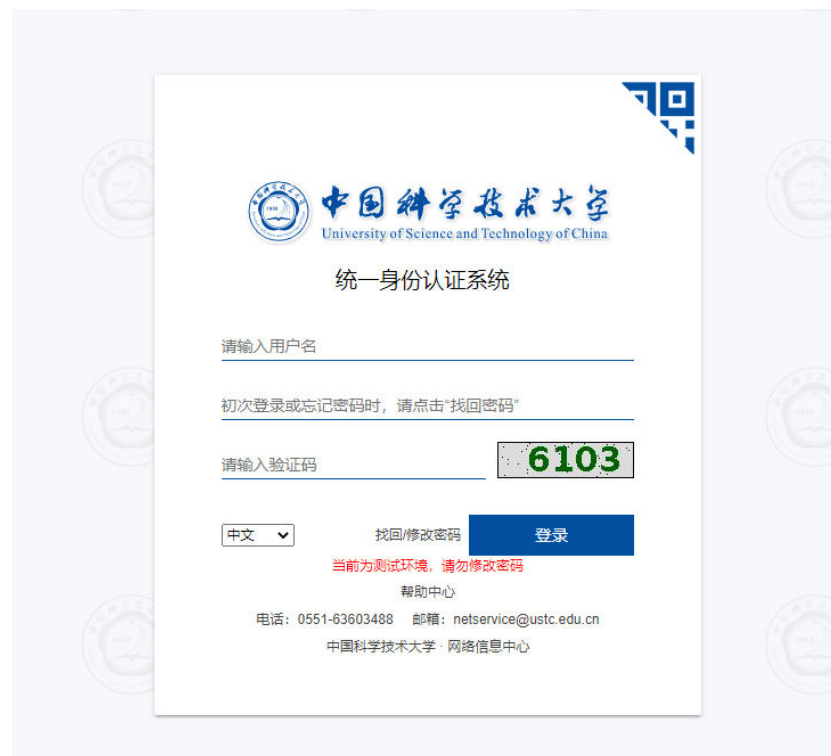 中国科学技术大学
University of Science and Technology of China
统一身份认证系统
请输入用户名
初次登录或忘记密码时，请点击“找回密码”
请输入验证码
6103
中文 找回/修改密码 登录
当前为测试环境，请勿修改密码
帮助中心
电话：0551-63603488 邮箱：netservice@ustc.edu.cn
中国科学技术大学 · 网络信息中心